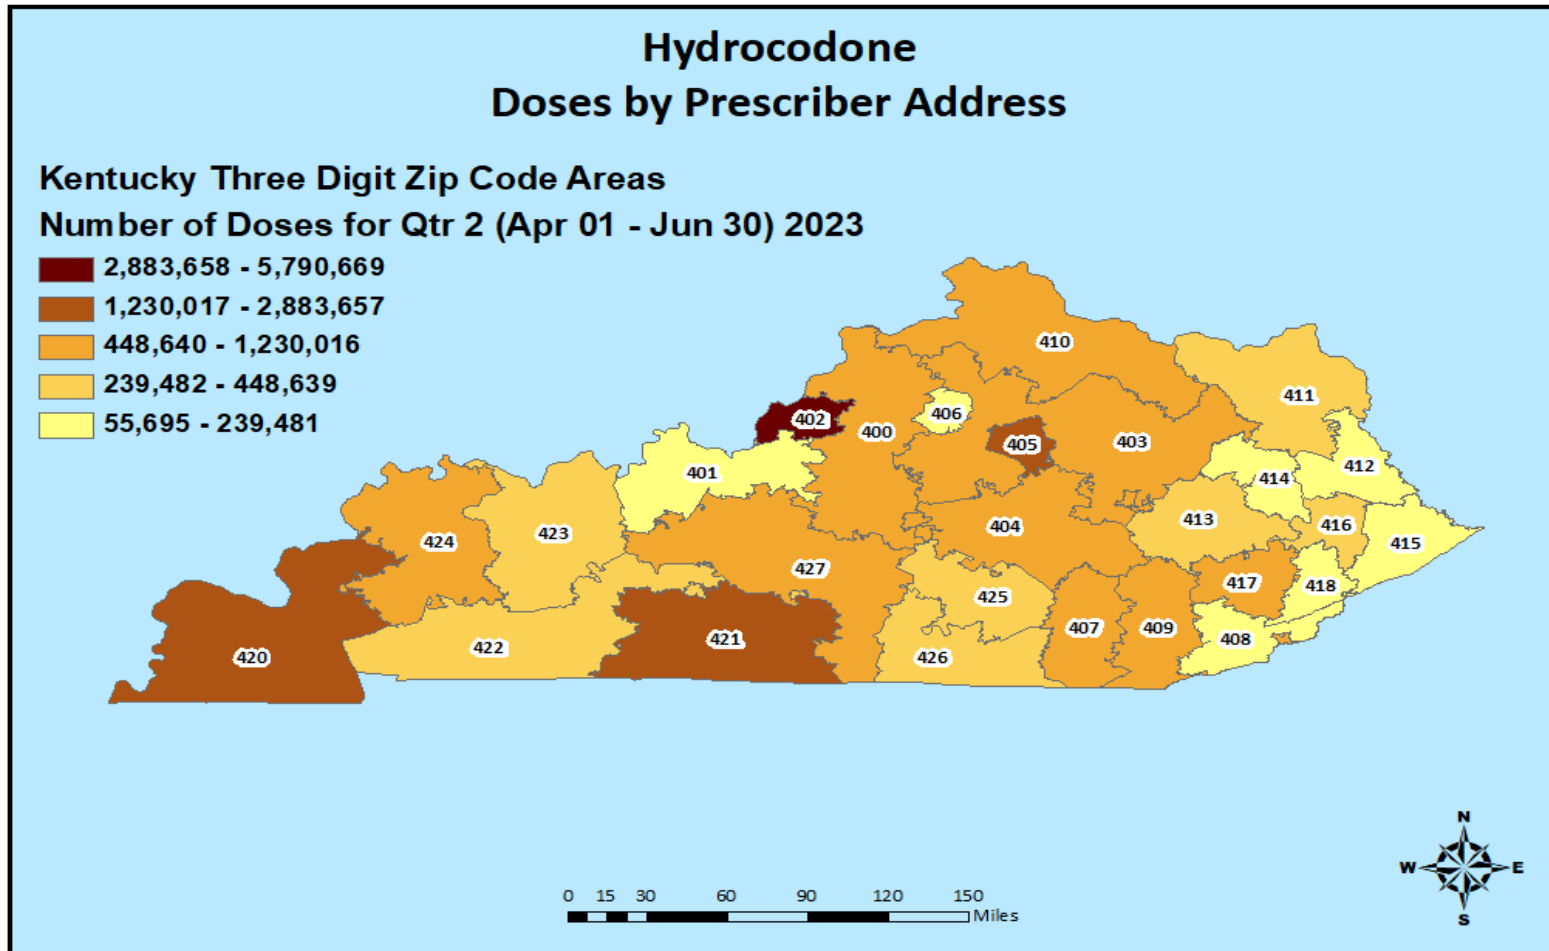 Hydrocodone
Doses by Prescriber Address
Kentucky Three Digit Zip Code Areas
Number of Doses for Qtr 2 (Apr 01 - Jun 30) 2023
2,883,658 - 5,790,669
1,230,017 - 2,883,657
448,640 - 1,230,016
239,482 - 448,639
55,695 - 239,481
410
411
402
400
406
405
403
401
414
412
424
423
404
413
416
415
427
425
417
418
420
422
421
426
407
409
408
N
W E
S
0 15 30 60 90 120 150
Miles